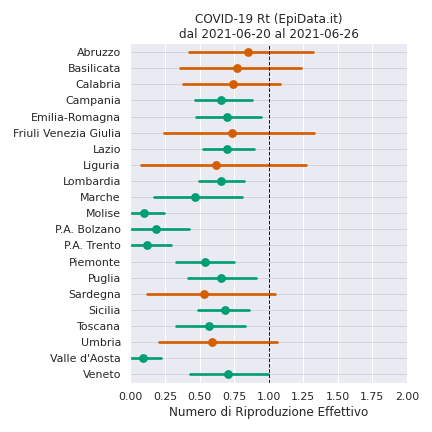 COVID-19 Rt (EpiData.it)
dal 2021-06-20 al 2021-06-26
Abruzzo
Basilicata
Calabria
Campania
Emilia-Romagna
Friuli Venezia Giulia
Lazio
Liguria
Lombardia
Marche
Molise
P.A. Bolzano
P.A. Trento
Piemonte
Puglia
Sardegna
Sicilia
Toscana
Umbria
Valle d'Aosta
Veneto
0.00 0.25 0.50 0.75 1.00 1.25 1.50 1.75 2.00
Numero di Riproduzione Effettivo